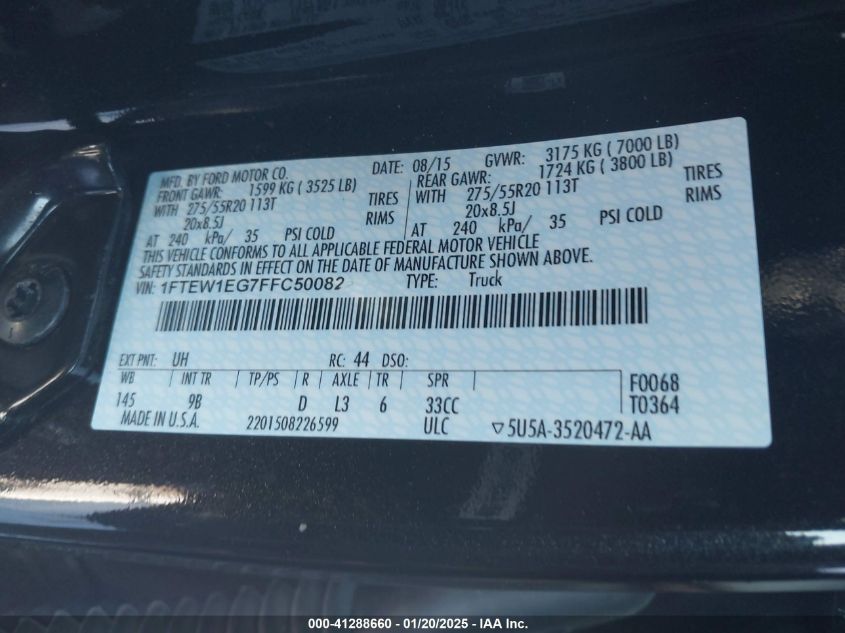 MFD. BY FORD MOTOR CO. DATE: 08/15 GVWR: 3175 KG ( 7000 LB)
FRONT GAWR: 1599 KG ( 3525 LB) REAR GAWR: 1724 KG ( 3800 LB)
WITH 275/55R20 113T TIRES WITH 275/55R20 113T TIRES
20x8.5J RIMS 20x8.5J RIMS
AT 240 kPa/ 35 PSI COLD AT 240 kPa/ 35 PSI COLD
THIS VEHICLE CONFORMS TO ALL APPLICABLE FEDERAL MOTOR VEHICLE
SAFETY STANDARDS IN EFFECT ON THE DATE OF MANUFACTURE SHOWN ABOVE.
VIN: 1FTEW1EG7FFC50082 TYPE: Truck
EXT PNT: UH RC: 44 DSO:
WB INT TR TP/PS R AXLE TR SPR F0068
145 9B D L3 6 33CC T0364
MADE IN U.S.A. 2201508226599 ULC ▽5U5A-3520472-AA
000-41288660 - 01/20/2025 - IAA Inc.